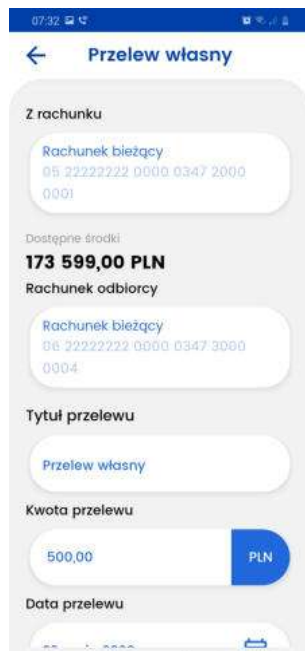 07:32
Przelew własny
Z rachunku
Rachunek bieżący
05 22222222 0000 0347 2000
0001
Dostępne środki
173 599,00 PLN
Rachunek odbiorcy
Rachunek bieżący
06 22222222 0000 0347 3000
0004
Tytuł przelewu
Przelew własny
Kwota przelewu
500,00 PLN
Data przelewu